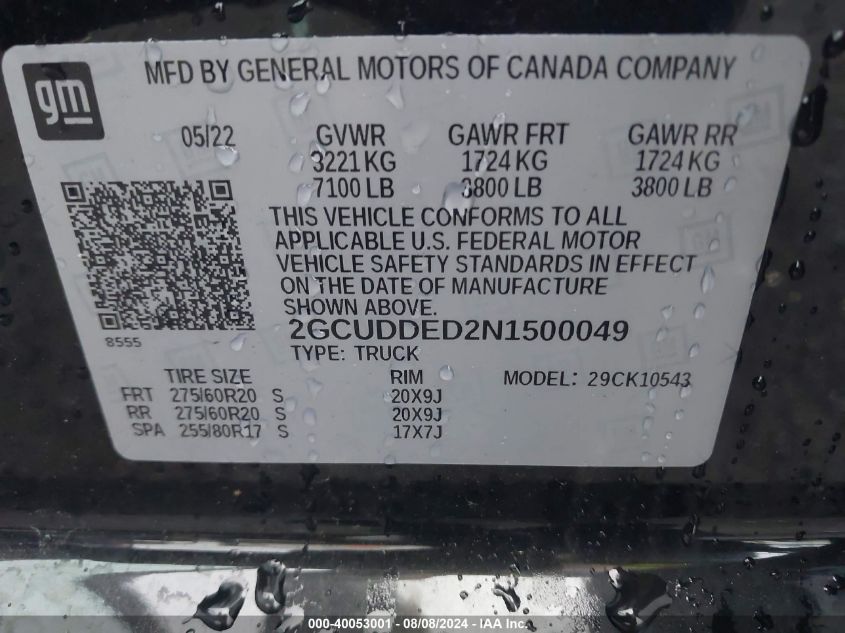 gm
MFD BY GENERAL MOTORS OF CANADA COMPANY
05/22 GVWR GAWR FRT GAWR RR
3221 KG 1724 KG 1724 KG
7100 LB 3800 LB 3800 LB
THIS VEHICLE CONFORMS TO ALL
APPLICABLE U.S. FEDERAL MOTOR
VEHICLE SAFETY STANDARDS IN EFFECT
ON THE DATE OF MANUFACTURE
SHOWN ABOVE.
8555
2GCUDDED2N1500049
TYPE: TRUCK
TIRE SIZE RIM MODEL: 29CK10543
FRT 275/60R20 S 20X9J
RR 275/60R20 S 20X9J
SPA 255/80R17 S 17X7J
000-40053001 - 08/08/2024 - IAA Inc.